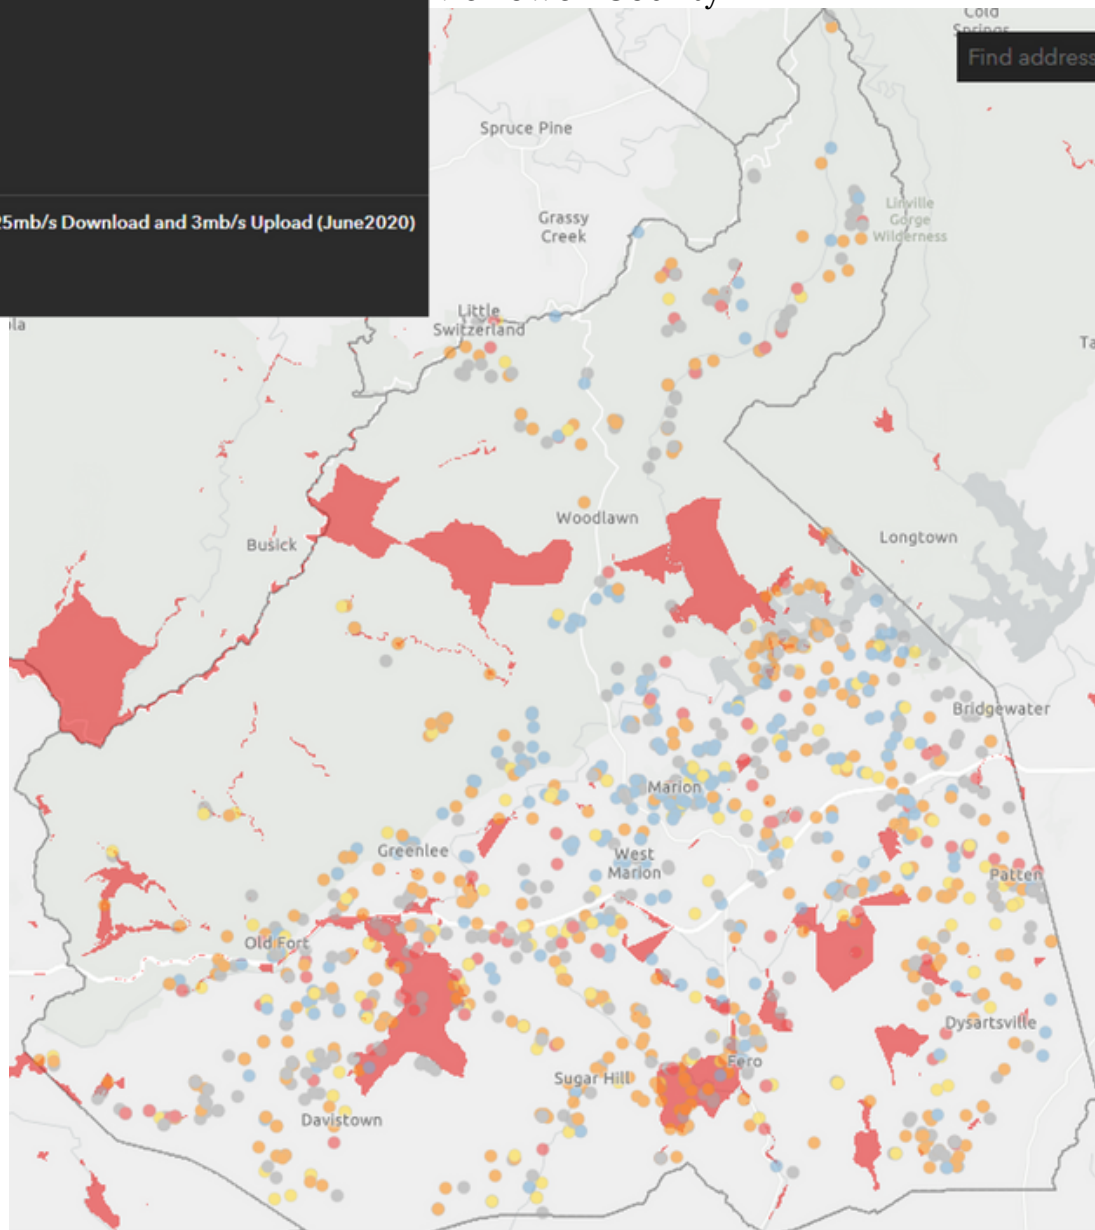 Cold
Springs
Find address
Spruce Pine
25mb/s Download and 3mb/s Upload (June2020)
Linville
Gorge
Wilderness
Grassy
Creek
Little
Switzerland
Woodlawn
Longtown
Busick
Bridgewater
Marion
Greenlee
West
Marion
Patten
Old Fort
Dysartsville
Fero
Sugar Hill
Davistown